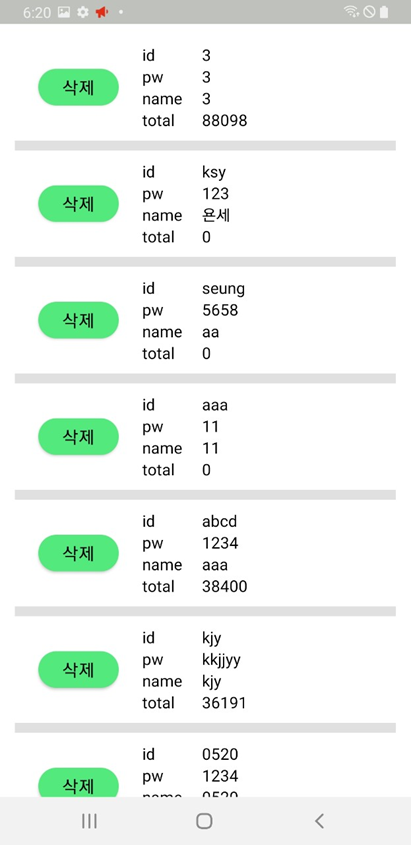 6:20
id 3
pw 3
삭제
name 3
total 88098
id ksy
pw 123
삭제
name 욘세
total 0
id seung
pw 5658
삭제
name aa
total 0
id aaa
pw 11
삭제
name 11
total 0
id abcd
pw 1234
삭제
name aaa
total 38400
id kjy
pw kkjjyy
삭제
name kjy
total 36191
id 0520
pw 1234
삭제
name 0520